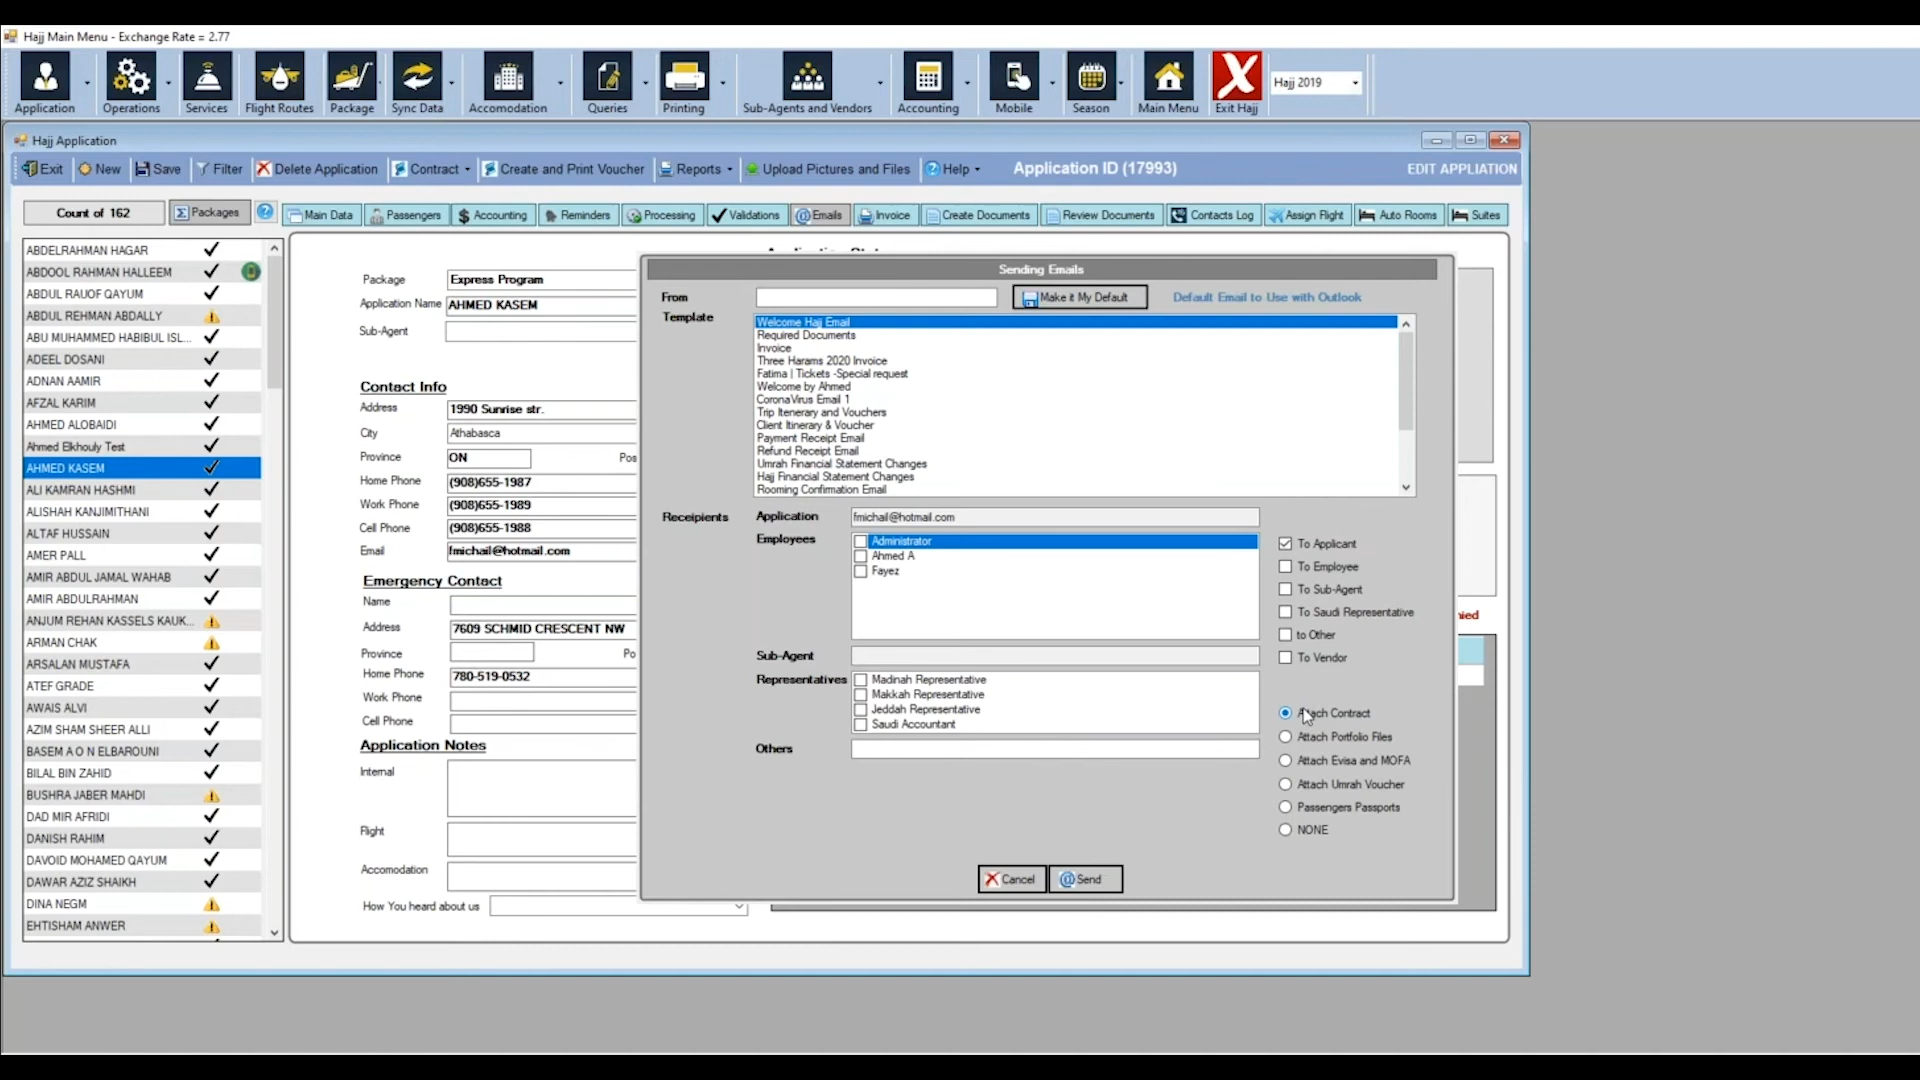 Hajj Main Menu - Exchange Rate = 2.77
Application
Operations
Services
Flight Routes
Package
Sync Data
Accomodation
Queries
Printing
Sub-Agents and Vendors
Accounting
Mobile
Season
Main Menu
Exit Hajj
Hajj 2019
Hajj Application
Exit
New
Save
Filter
Delete Application
Contract
Create and Print Voucher
Reports
Upload Pictures and Files
Help
Application ID (17993)
EDIT APPLIATION
Count of 162
Packages
Main Data
Passengers
Accounting
Reminders
Processing
Validations
Emails
Invoice
Create Documents
Review Documents
Contacts Log
Assign Flight
Auto Rooms
Suites
ABDELRAHMAN HAGAR
ABDOOL RAHMAN HALLEEM
ABDUL RAUOF QAYUM
ABDUL REHMAN ABDALLY
ABU MUHAMMED HABIBUL ISL...
ADEEL DOSANI
ADNAN AAMIR
AFZAL KARIM
AHMED ALOBAIDI
Ahmed Elkhouly Test
AHMED KASEM
ALI KAMRAN HASHMI
ALISHAH KANJIMITHANI
ALTAF HUSSAIN
AMER PALL
AMIR ABDUL JAMAL WAHAB
AMIR ABDULRAHMAN
ANJUM REHAN KASSELS KAUK...
ARMAN CHAK
ARSALAN MUSTAFA
ATEF GRADE
AWAIS ALVI
AZIM SHAM SHEER ALLI
BASEM A O N ELBAROUNI
BILAL BIN ZAHID
BUSHRA JABER MAHDI
DAD MIR AFRIDI
DANISH RAHIM
DAVOID MOHAMED QAYUM
DAWAR AZIZ SHAIKH
DINA NEGM
EHTISHAM ANWER
Package Express Program
Application Name AHMED KASEM
Sub-Agent
Contact Info
Address 1990 Sunrise str.
City Athabasca
Province ON Pos
Home Phone (908)655-1987
Work Phone (908)655-1989
Cell Phone (908)655-1988
Email fmichail@hotmail.com
Emergency Contact
Name
Address 7609 SCHMID CRESCENT NW
Province Po
Home Phone 780-519-0532
Work Phone
Cell Phone
Application Notes
Internal
Flight
Accomodation
How You heard about us
Sending Emails
From
Make it My Default
Default Email to Use with Outlook
Template
Welcome Hajj Email
Required Documents
Invoice
Three Harams 2020 Invoice
Fatima | Tickets -Special request
Welcome by Ahmed
CoronaVirus Email 1
Trip Itenerary and Vouchers
Client Itinerary & Voucher
Payment Receipt Email
Refund Receipt Email
Umrah Financial Statement Changes
Hajj Financial Statement Changes
Rooming Confirmation Email
Receipients
Application fmichail@hotmail.com
Employees
Administrator
Ahmed A
Fayez
Sub-Agent
Representatives
Madinah Representative
Makkah Representative
Jeddah Representative
Saudi Accountant
Others
To Applicant
To Employee
To Sub-Agent
To Saudi Representative
to Other
To Vendor
Attach Portfolio Files
Attach Evisa and MOFA
Attach Umrah Voucher
Passengers Passports
NONE
Contract
Cancel
Send
nied